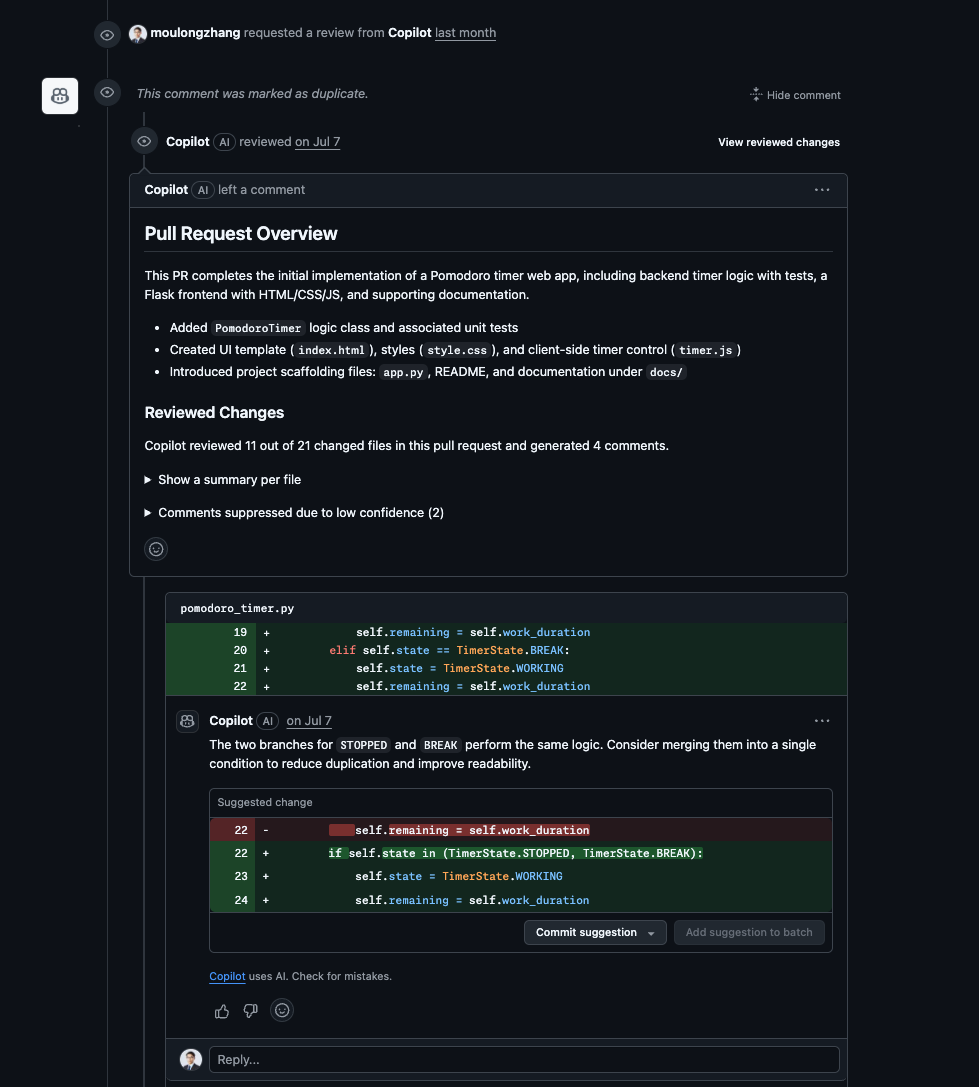 moulongzhang requested a review from Copilot last month
This comment was marked as duplicate.
Hide comment
Copilot AI reviewed on Jul 7
View reviewed changes
Copilot AI left a comment
Pull Request Overview
This PR completes the initial implementation of a Pomodoro timer web app, including backend timer logic with tests, a
Flask frontend with HTML/CSS/JS, and supporting documentation.
• Added PomodoroTimer logic class and associated unit tests
• Created UI template ( index.html ), styles ( style.css ), and client-side timer control ( timer.js )
• Introduced project scaffolding files: app.py , README, and documentation under docs/
Reviewed Changes
Copilot reviewed 11 out of 21 changed files in this pull request and generated 4 comments.
Show a summary per file
Comments suppressed due to low confidence (2)
pomodoro_timer.py
19 + self.remaining = self.work_duration
20 + elif self.state == TimerState.BREAK:
21 + self.state = TimerState.WORKING
22 + self.remaining = self.work_duration
Copilot AI on Jul 7
The two branches for STOPPED and BREAK perform the same logic. Consider merging them into a single
condition to reduce duplication and improve readability.
Suggested change
22 - self.remaining = self.work_duration
22 + if self.state in (TimerState.STOPPED, TimerState.BREAK):
23 + self.state = TimerState.WORKING
24 + self.remaining = self.work_duration
Commit suggestion
Add suggestion to batch
Copilot uses AI. Check for mistakes.
Reply...